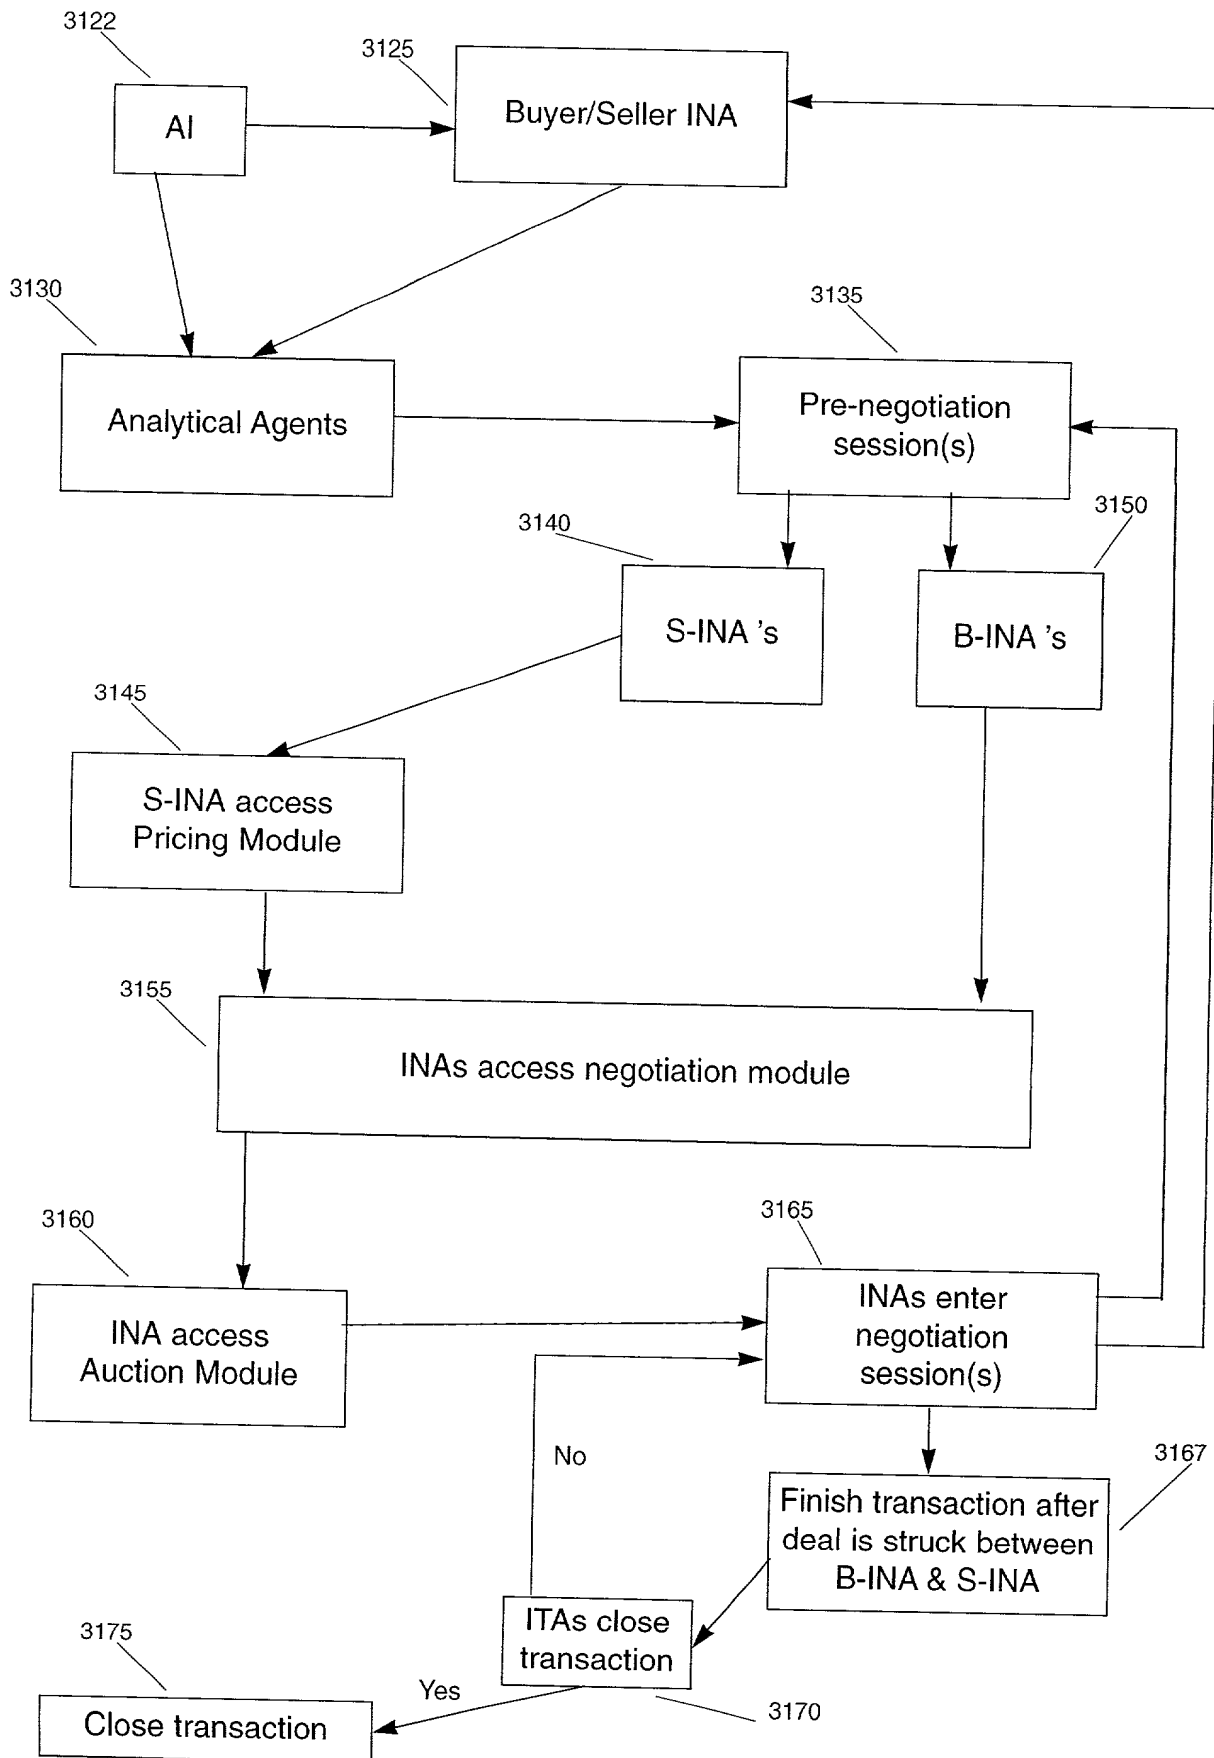 3122
3125
AI
Buyer/Seller INA
3130
3135
Analytical Agents
Pre-negotiation
session(s)
3140
3150
S-INA 's
B-INA 's
3145
S-INA access
Pricing Module
3155
INAs access negotiation module
3160
3165
INA access
Auction Module
INAs enter
negotiation
session(s)
No
3167
Finish transaction after
deal is struck between
B-INA & S-INA
ITAs close
transaction
3175
Yes
3170
Close transaction